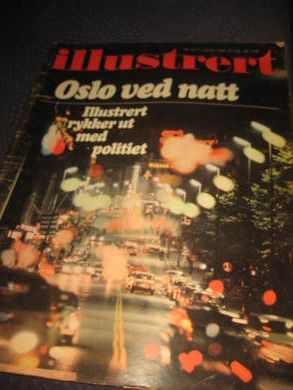 illustrert
Oslo ved natt
Illustrert
rykker ut
med
politiet